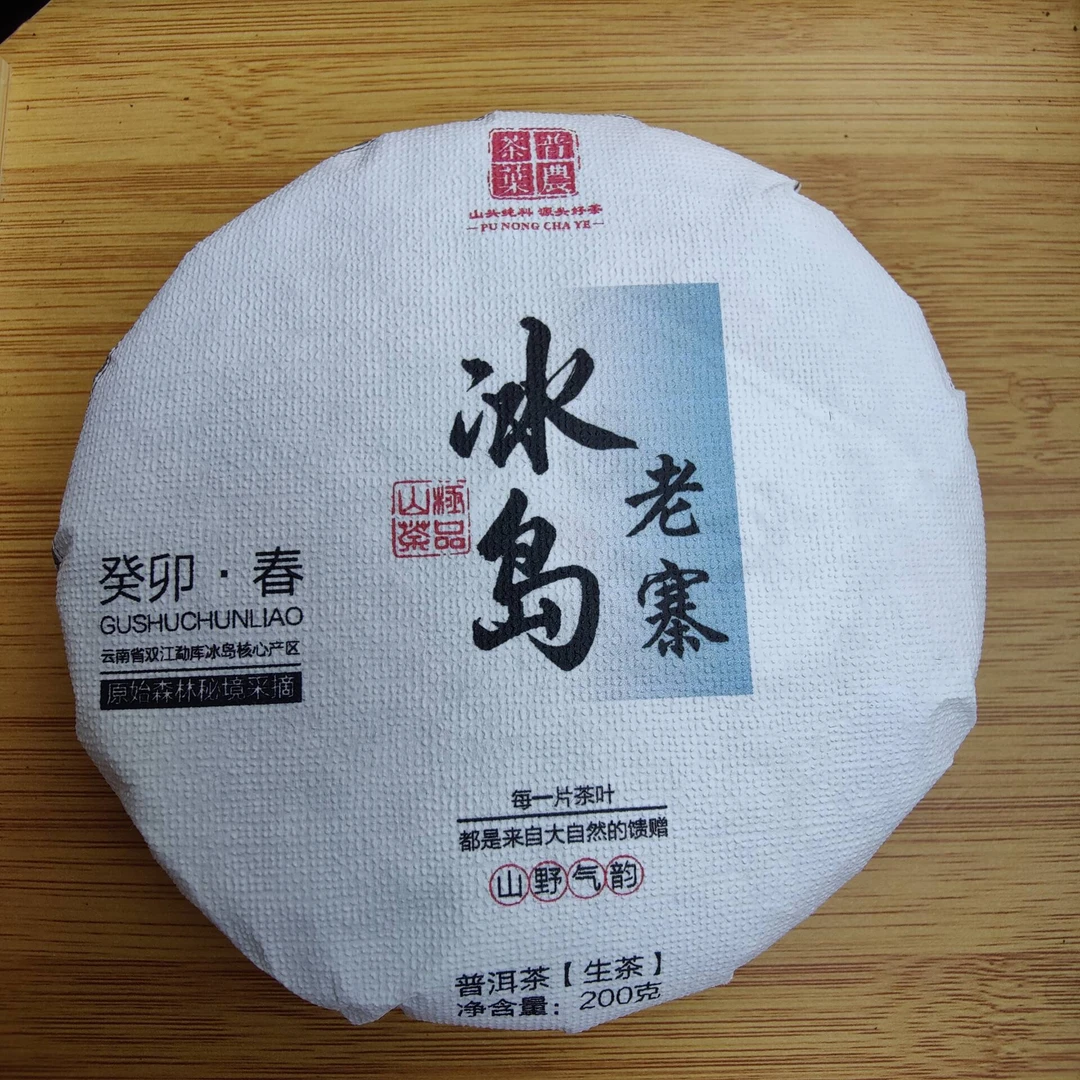 普農
茶葉
山头纯料 源头好茶
—PU NONG CHA YE—
冰岛
老寨
極品
山茶
癸卯·春
GUSHUCHUNLIAO
云南省双江勐库冰岛核心产区
原始森林秘境采摘
每一片茶叶
都是来自大自然的馈赠
山野气韵
普洱茶【生茶】
净含量：200克